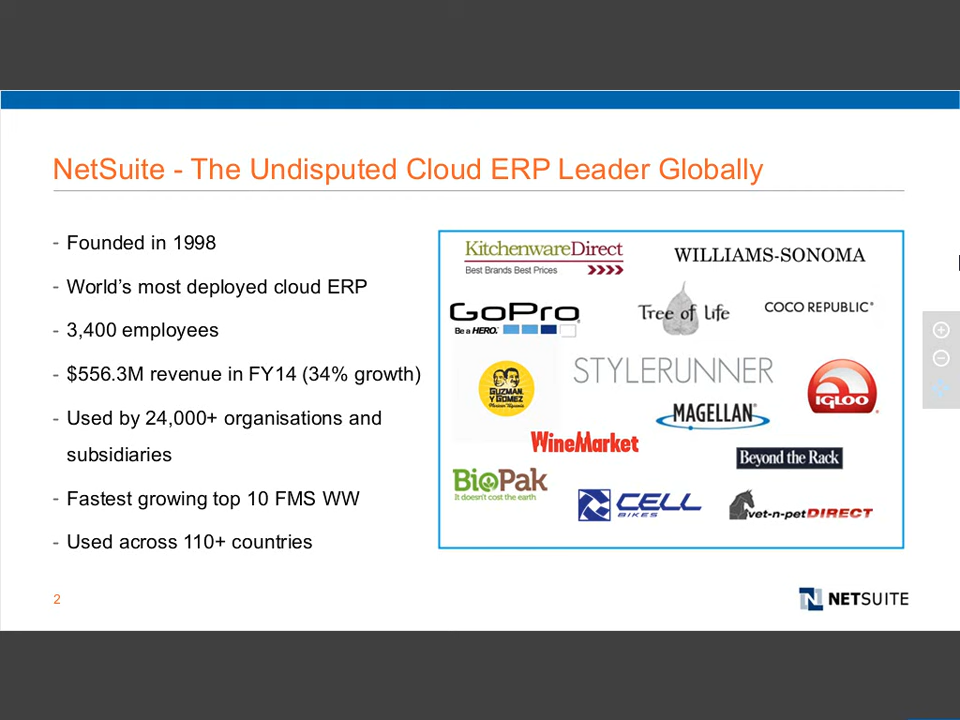 NetSuite - The Undisputed Cloud ERP Leader Globally
- Founded in 1998
- World’s most deployed cloud ERP
- 3,400 employees
- $556.3M revenue in FY14 (34% growth)
- Used by 24,000+ organisations and
subsidiaries
- Fastest growing top 10 FMS WW
- Used across 110+ countries
KitchenwareDirect
Best Brands Best Prices
WILLIAMS-SONOMA
GoPro
Be a HERO.
Tree of life
COCO REPUBLIC®
GUZMAN
Y GOMEZ
STYLERUNNER
IGLOO
MAGELLAN®
WineMarket
Beyond the Rack
BioPak
It doesn't cost the earth
CELL
BIKES
vet-n-petDIRECT
2
NETSUITE